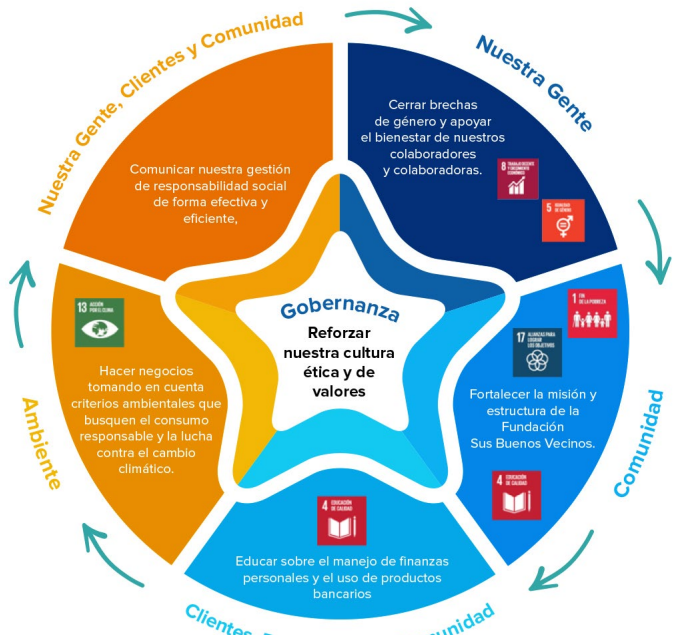 Nuestra Gente, Clientes y Comunidad
Comunicar nuestra gestión
de responsabilidad social
de forma efectiva y
eficiente,
Nuestra Gente
Cerrar brechas
de género y apoyar
el bienestar de nuestros
colaboradores
y colaboradoras.
8 TRABAJO DECENTE
Y CRECIMIENTO
ECONÓMICO
5 IGUALDAD
DE GÉNERO
Comunidad
1 FIN
DE LA POBREZA
17 ALIANZAS PARA
LOGRAR
LOS OBJETIVOS
Fortalecer la misión y
estructura de la
Fundación
Sus Buenos Vecinos.
4 EDUCACIÓN
DE CALIDAD
Clientes,
4 EDUCACIÓN
DE CALIDAD
Educar sobre el manejo de finanzas
personales y el uso de productos
bancarios
Ambiente
13 ACCIÓN
POR EL CLIMA
Hacer negocios
tomando en cuenta
criterios ambientales que
busquen el consumo
responsable y la lucha
contra el cambio
climático.
Gobernanza
Reforzar
nuestra cultura
ética y de
valores